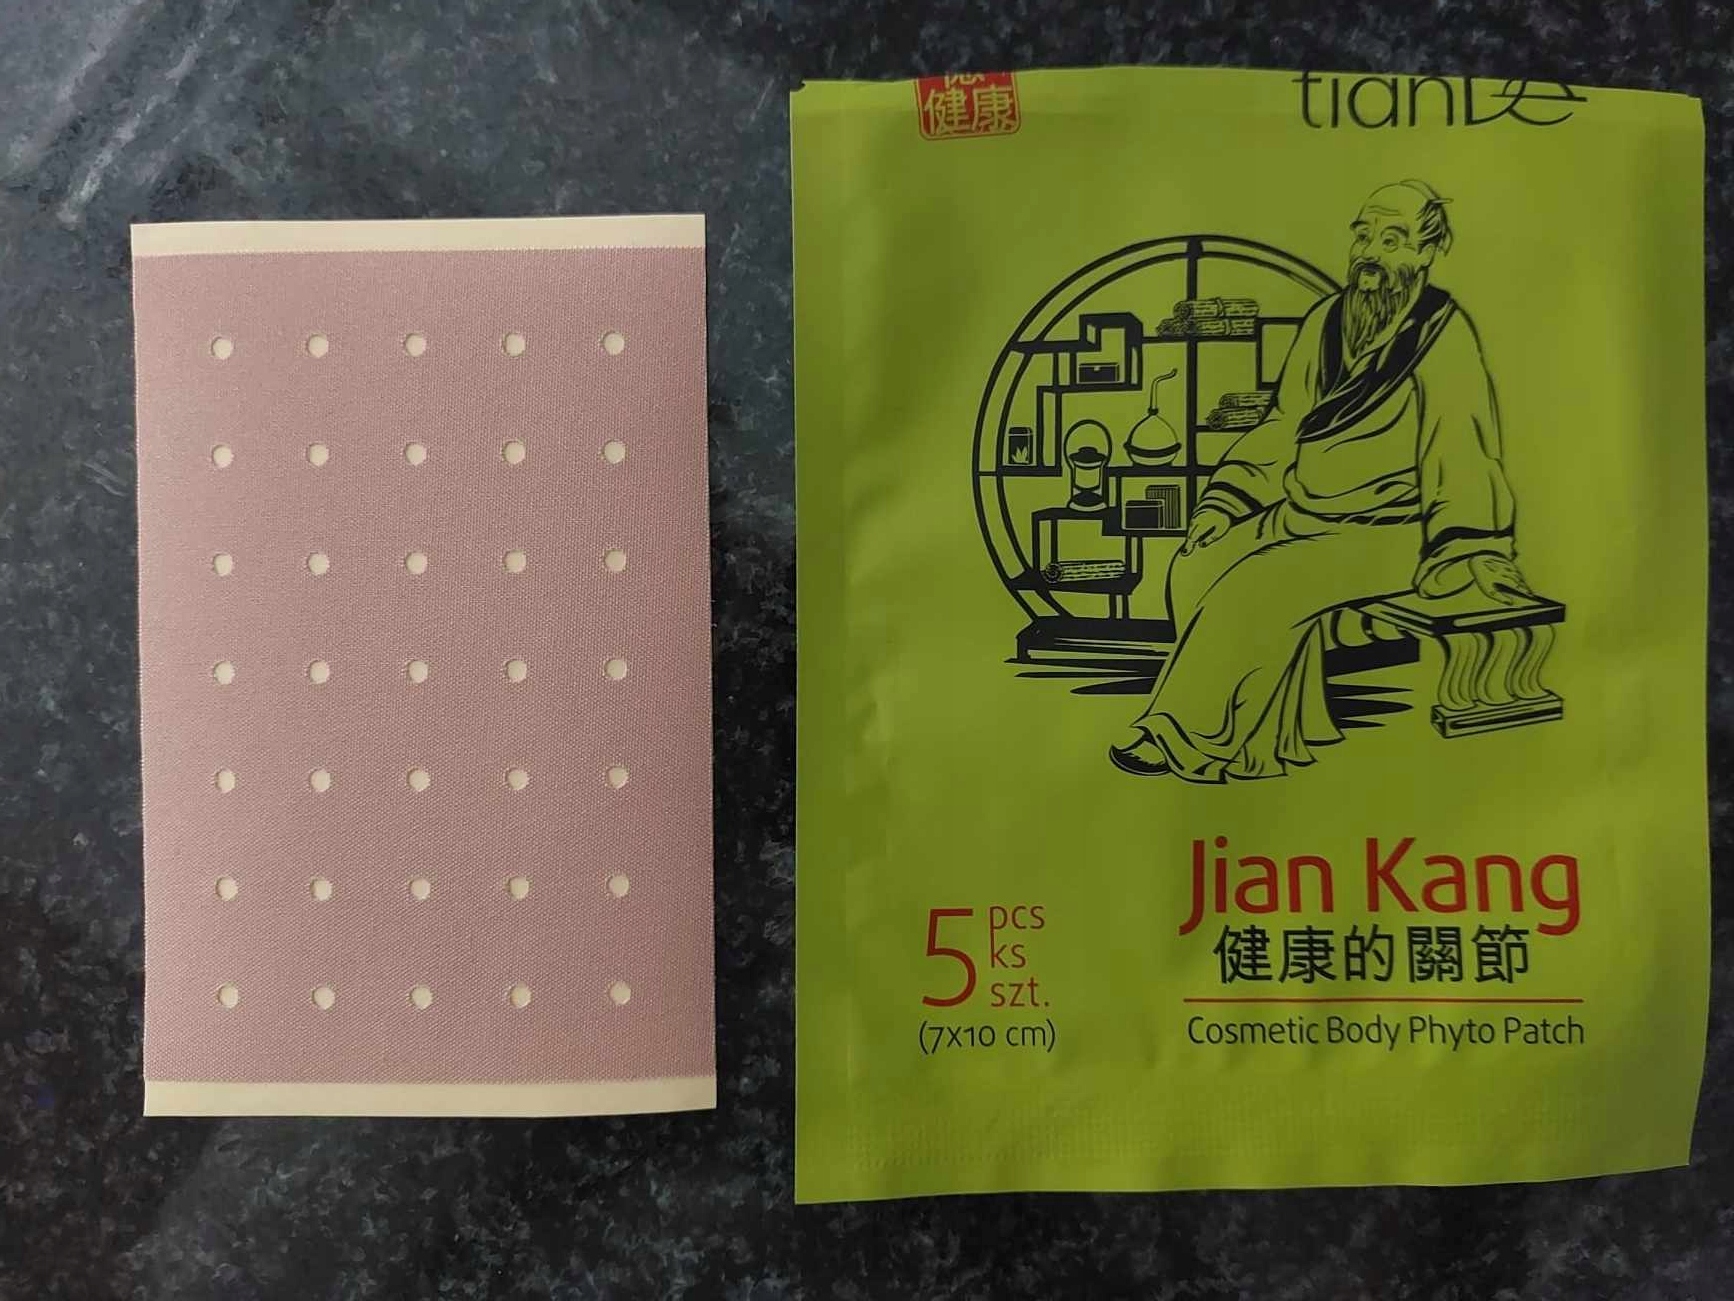 健康
tianDe
Jian Kang
健康的關節
5 pcs
ks
szt.
(7x10 cm)
Cosmetic Body Phyto Patch